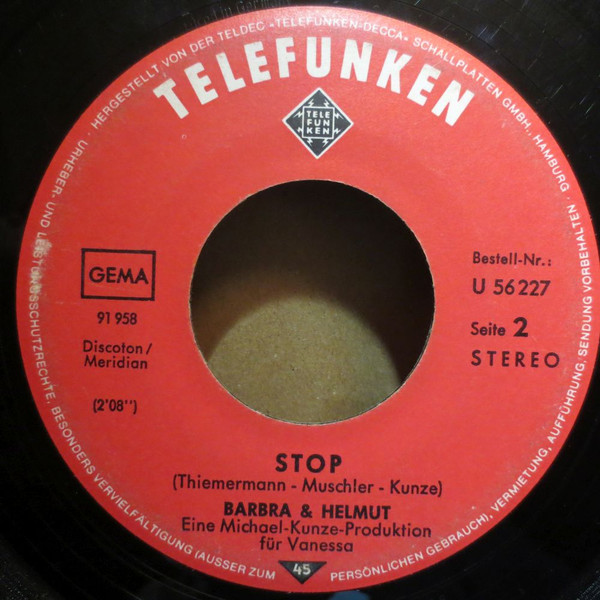 URHEBER- UND LEISTUNGSSCHUTZRECHTE, BESONDERS VERVIELFÄLTIGUNG (AUSSER ZUM PERSÖNLICHEN GEBRAUCH), VERMIETUNG, AUFFÜHRUNG, SENDUNG VORBEHALTEN · HERGESTELLT VON DER TELDEC »TELEFUNKEN-DECCA« SCHALLPLATTEN GMBH., HAMBURG ·
TELEFUNKEN
TELE
FUN
KEN
GEMA
91 958
Discoton /
Meridian
(2'08'')
Bestell-Nr.:
U 56 227
Seite 2
STEREO
STOP
(Thiemermann - Muschler - Kunze)
BARBRA & HELMUT
Eine Michael-Kunze-Produktion
für Vanessa
45